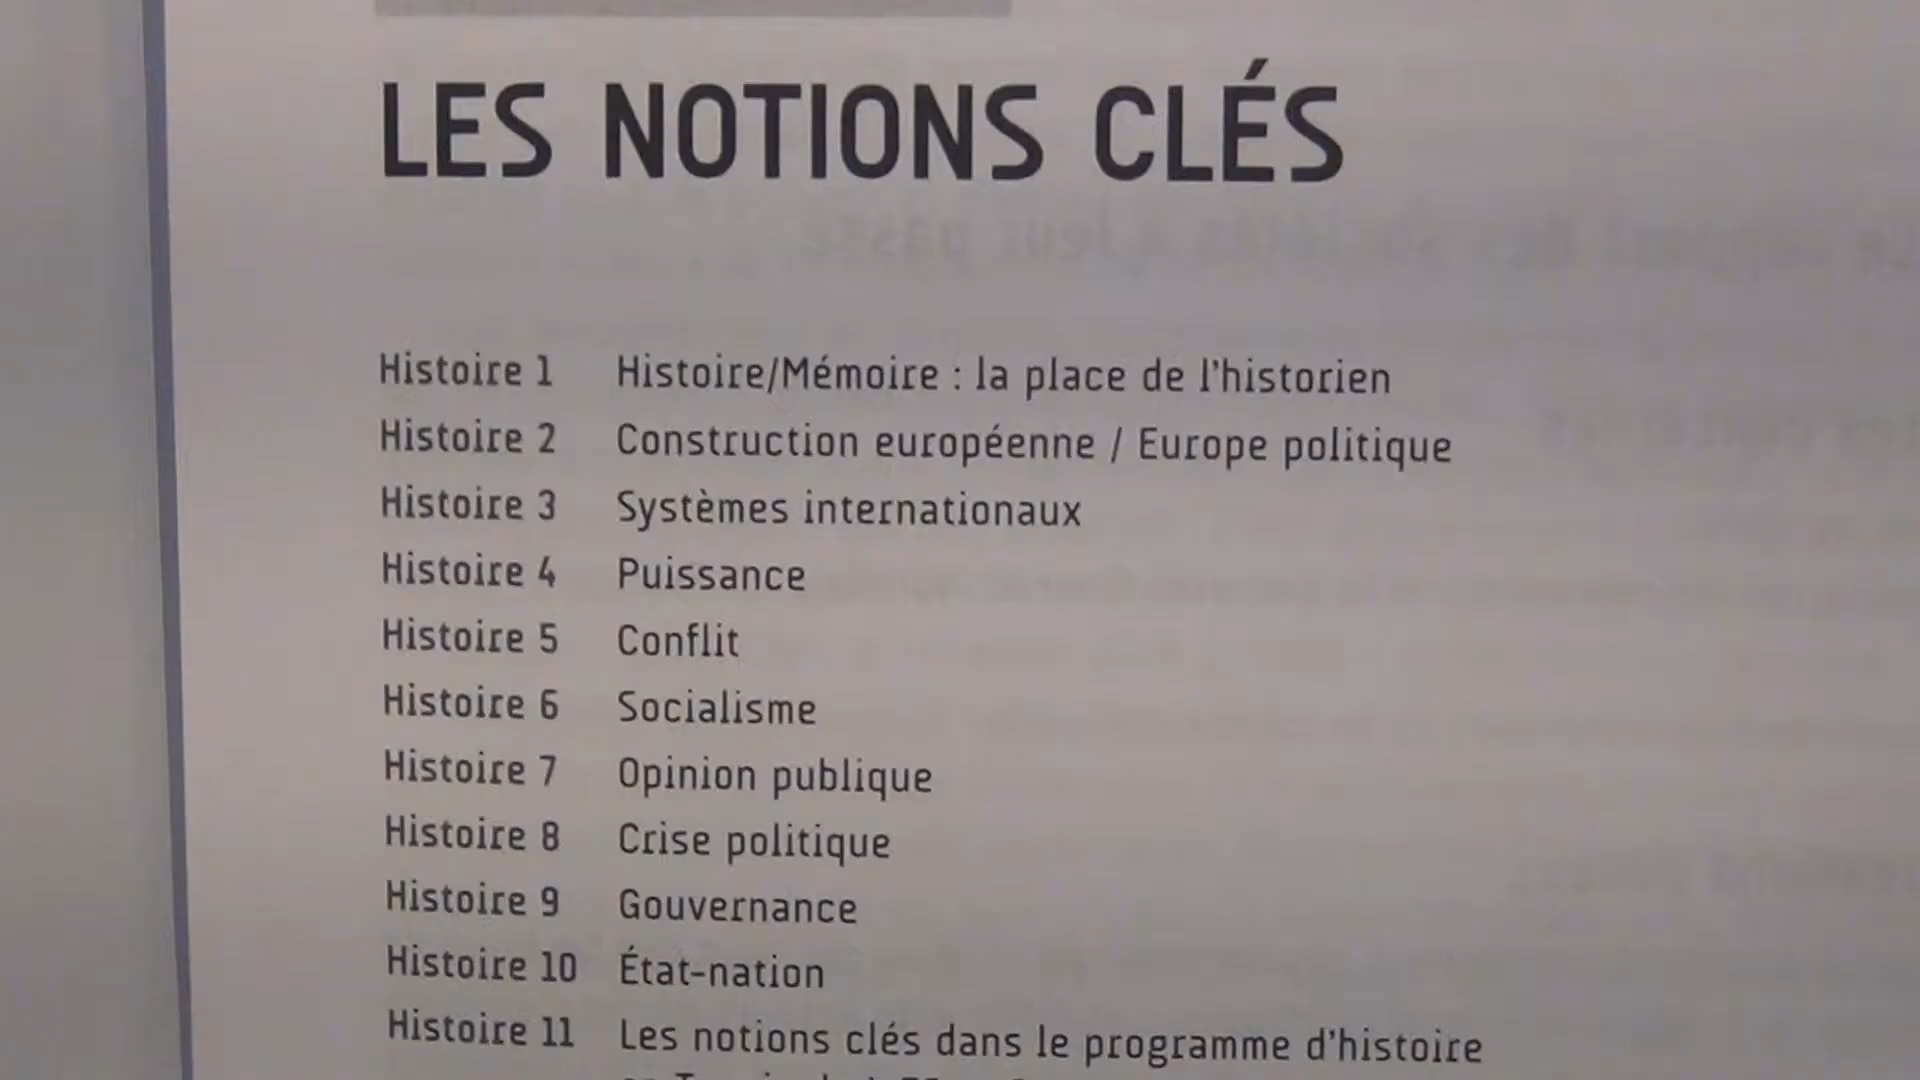 LES NOTIONS CLÉS
Histoire 1 Histoire/Mémoire : la place de l'historien
Histoire 2 Construction européenne / Europe politique
Histoire 3 Systèmes internationaux
Histoire 4 Puissance
Histoire 5 Conflit
Histoire 6 Socialisme
Histoire 7 Opinion publique
Histoire 8 Crise politique
Histoire 9 Gouvernance
Histoire 10 État-nation
Histoire 11 Les notions clés dans le programme d'histoire